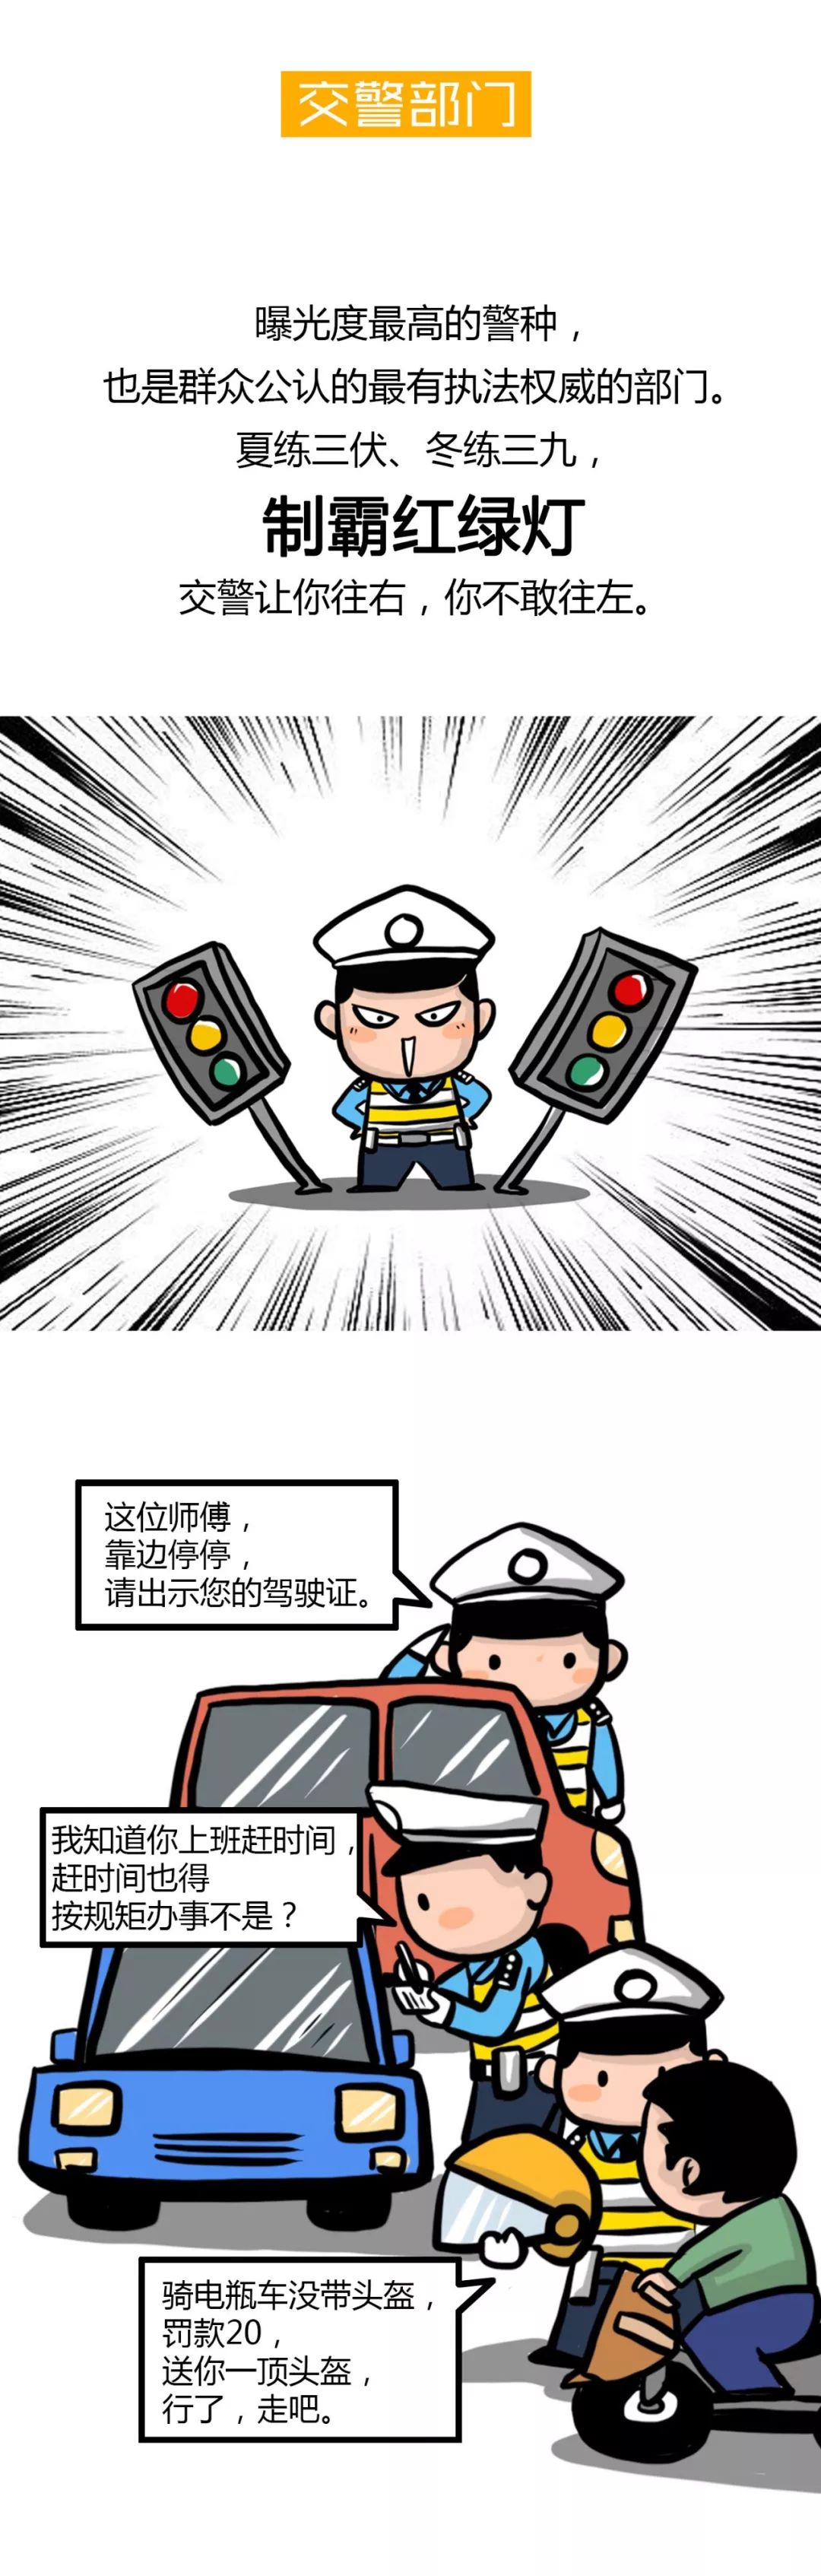 交警部门
曝光度最高的警种，
也是群众公认的最有执法权威的部门。
夏练三伏、冬练三九，
制霸红绿灯
交警让你往右，你不敢往左。
这位师傅，
靠边停停，
请出示您的驾驶证。
我知道你上班赶时间，
赶时间也得
按规矩办事不是？
骑电瓶车没带头盔，
罚款20，
送你一顶头盔，
行了，走吧。